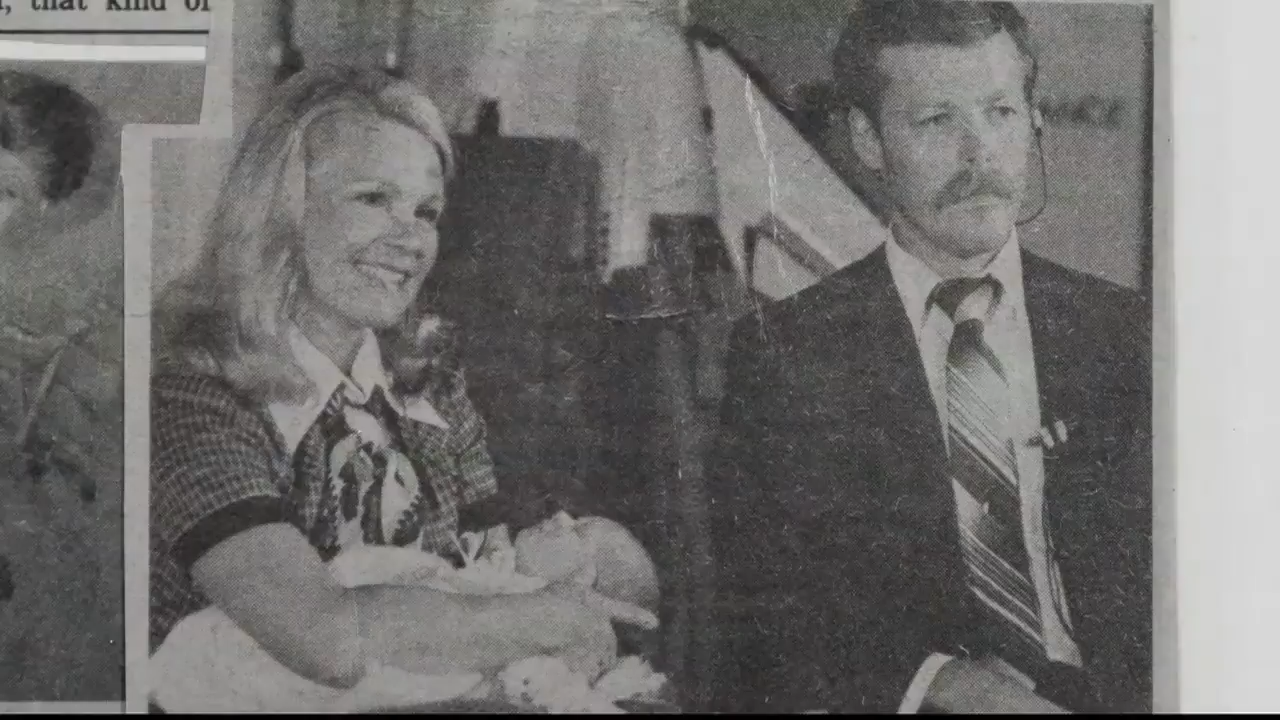 , that kind of